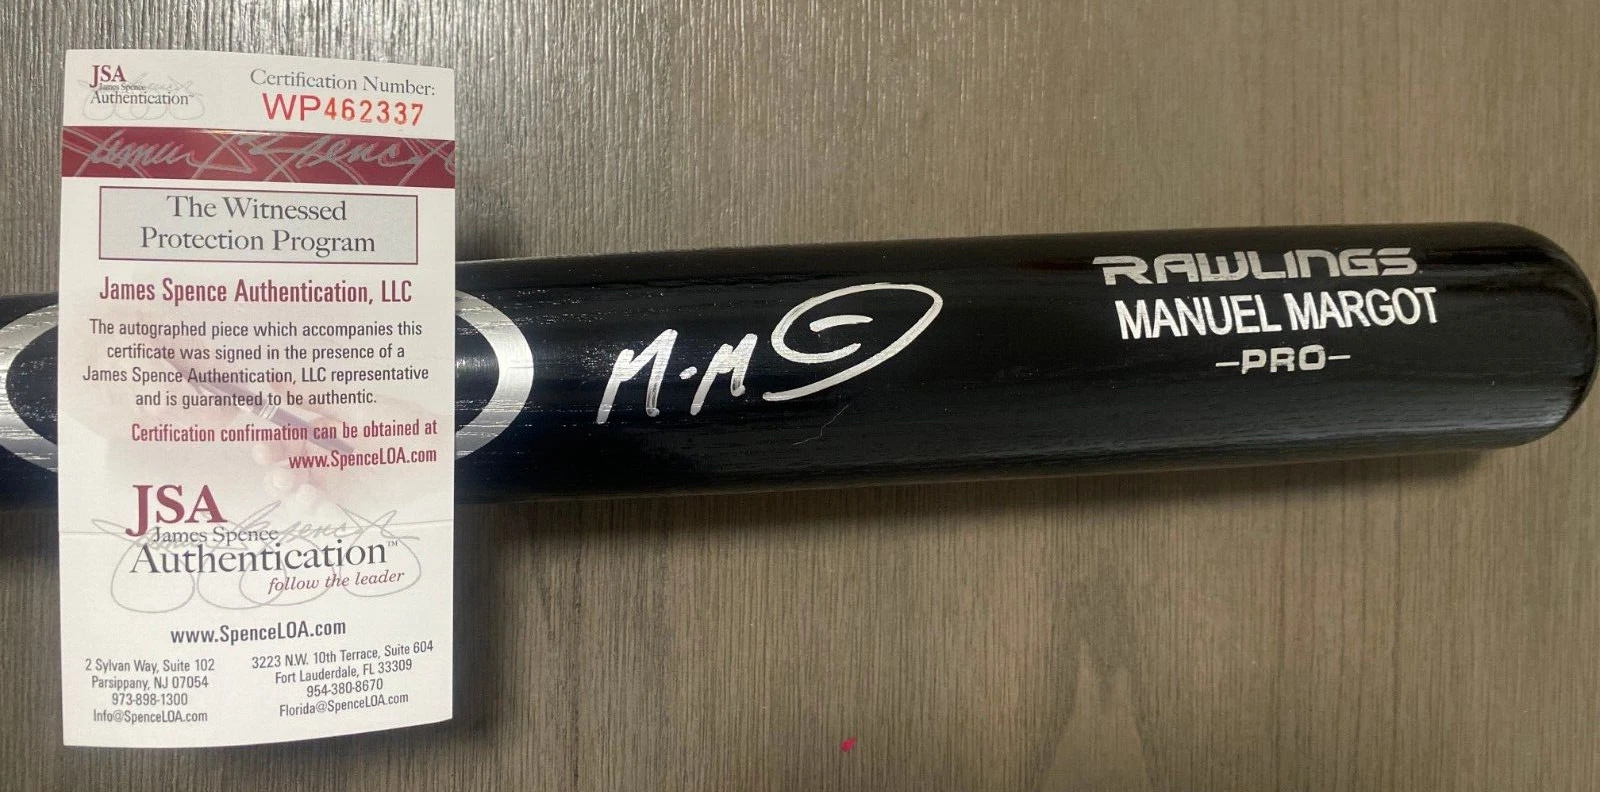 JSA
James Spence
Authentication™
Certification Number:
WP462337
The Witnessed
Protection Program
James Spence Authentication, LLC
The autographed piece which accompanies this
certificate was signed in the presence of a
James Spence Authentication, LLC representative
and is guaranteed to be authentic.
Certification confirmation can be obtained at
www.SpenceLOA.com
JSA
James Spence
Authentication™
follow the leader
www.SpenceLOA.com
2 Sylvan Way, Suite 102
Parsippany, NJ 07054
973-898-1300
Info@SpenceLOA.com
3223 N.W. 10th Terrace, Suite 604
Fort Lauderdale, FL 33309
954-380-8670
Florida@SpenceLOA.com
M.M
RAWLINGS
MANUEL MARGOT
-PRO-